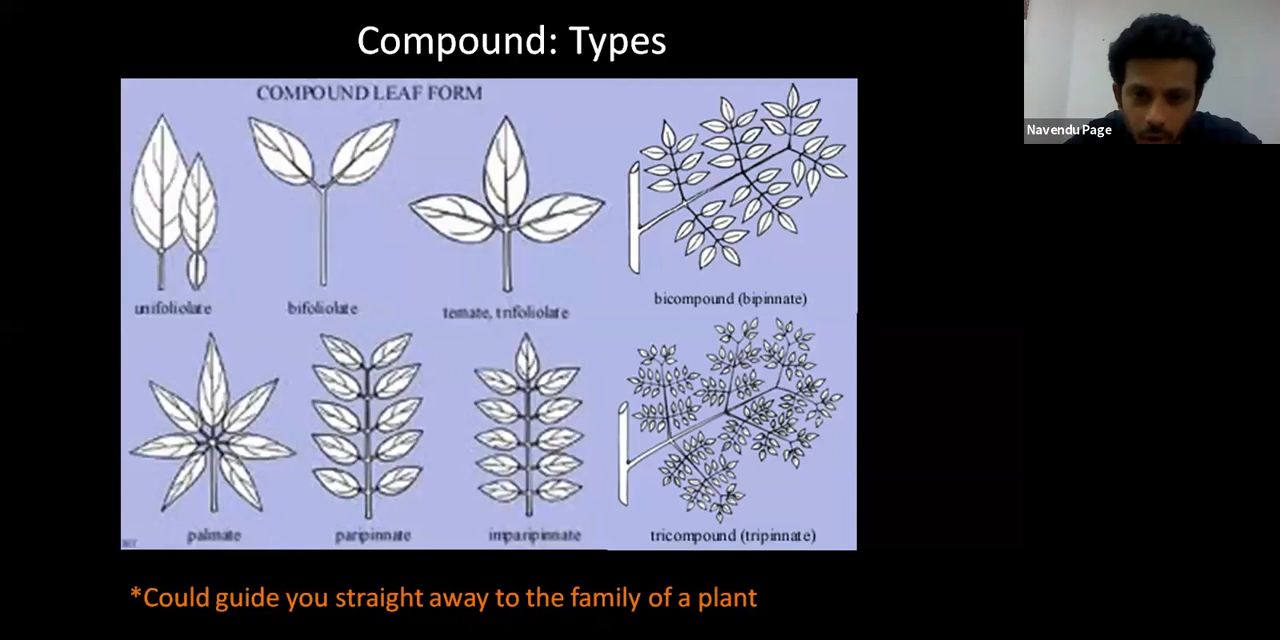 Compound: Types
Navendu Page
COMPOUND LEAF FORM
unifoliolate
bifoliolate
ternate, trifoliolate
bicompound (bipinnate)
palmate
paripinnate
imparipinnate
tricompound (tripinnate)
*Could guide you straight away to the family of a plant